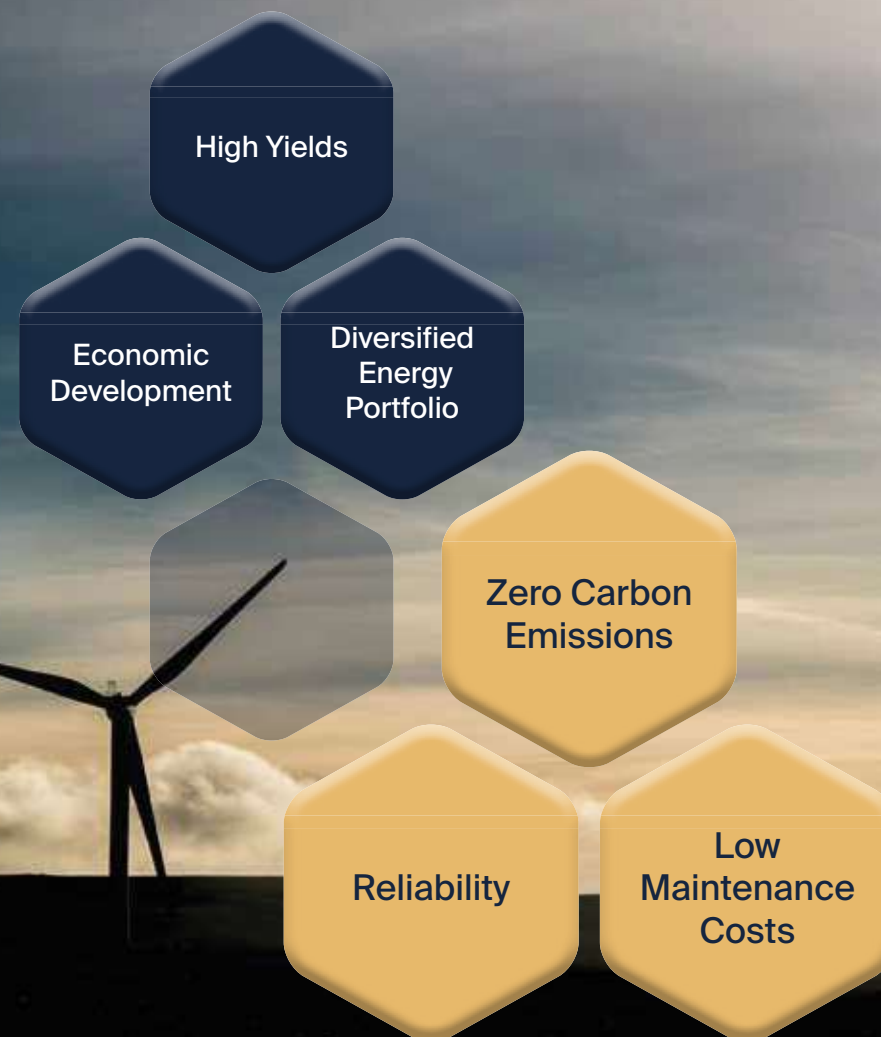 High Yields
Economic
Development
Diversified
Energy
Portfolio
Zero Carbon
Emissions
Reliability
Low
Maintenance
Costs